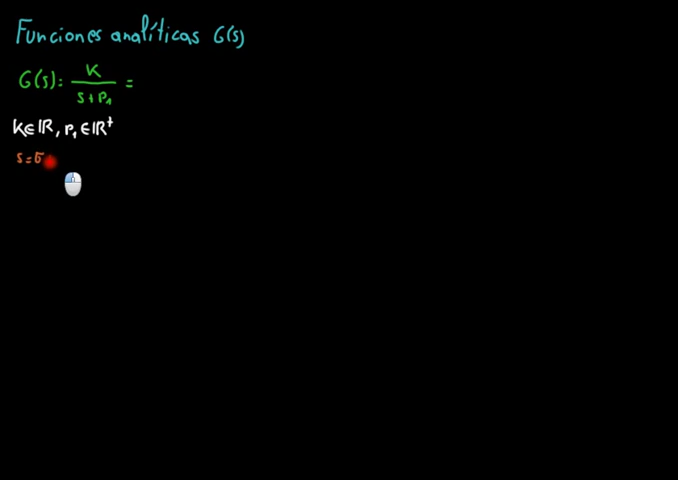 Funciones analíticas G(s)
G(s): K / s+p₁ =
K∈ℝ, p₁∈ℝ⁺
s=σ